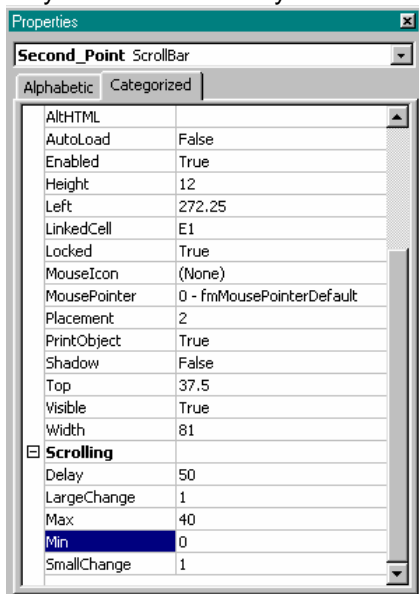 Properties
Second_Point ScrollBar
Alphabetic Categorized
AltHTML
AutoLoad False
Enabled True
Height 12
Left 272.25
LinkedCell E1
Locked True
MouseIcon (None)
MousePointer 0 - fmMousePointerDefault
Placement 2
PrintObject True
Shadow False
Top 37.5
Visible True
Width 81
Scrolling
Delay 50
LargeChange 1
Max 40
Min 0
SmallChange 1